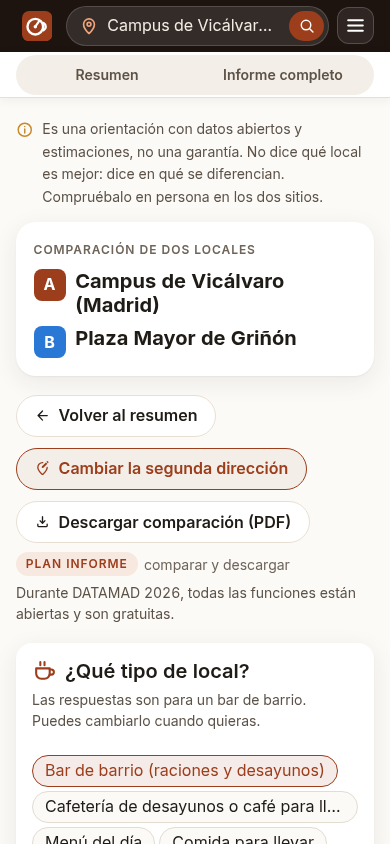 Campus de Vicálvar...
Resumen
Informe completo
Es una orientación con datos abiertos y
estimaciones, no una garantía. No dice qué local
es mejor: dice en qué se diferencian.
Compruébalo en persona en los dos sitios.
COMPARACIÓN DE DOS LOCALES
A Campus de Vicálvaro
(Madrid)
B Plaza Mayor de Griñón
Volver al resumen
Cambiar la segunda dirección
Descargar comparación (PDF)
PLAN INFORME comparar y descargar
Durante DATAMAD 2026, todas las funciones están
abiertas y son gratuitas.
¿Qué tipo de local?
Las respuestas son para un bar de barrio.
Puedes cambiarlo cuando quieras.
Bar de barrio (raciones y desayunos)
Cafetería de desayunos o café para ll...
Menú del día
Comida para llevar